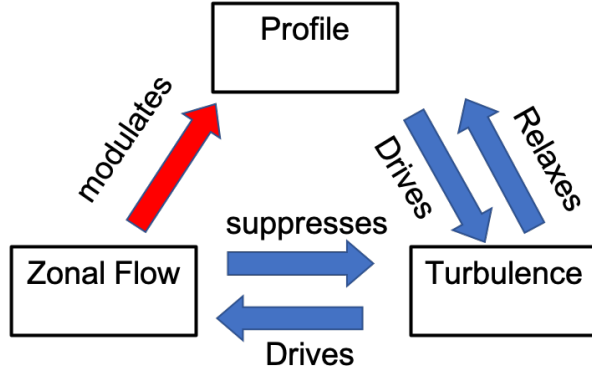 Profile
modulates
Drives
Relaxes
suppresses
Zonal Flow
Turbulence
Drives